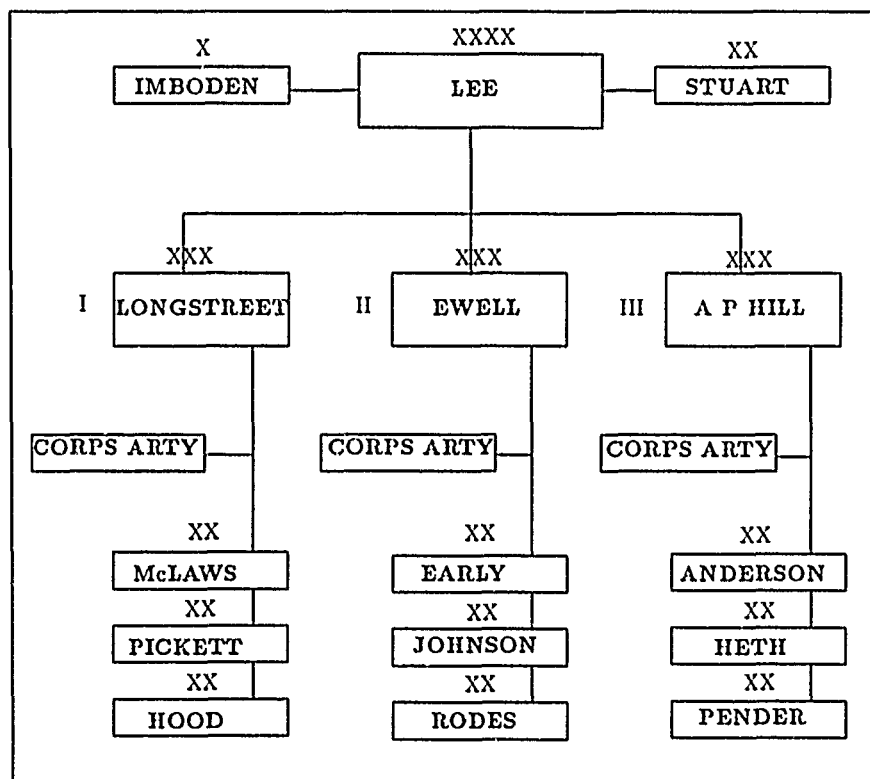 X XXXX XX
IMBODEN LEE STUART
XXX XXX XXX
I LONGSTREET II EWELL III A P HILL
CORPS ARTY CORPS ARTY CORPS ARTY
XX XX XX
McLAWS EARLY ANDERSON
XX XX XX
PICKETT JOHNSON HETH
XX XX XX
HOOD RODES PENDER